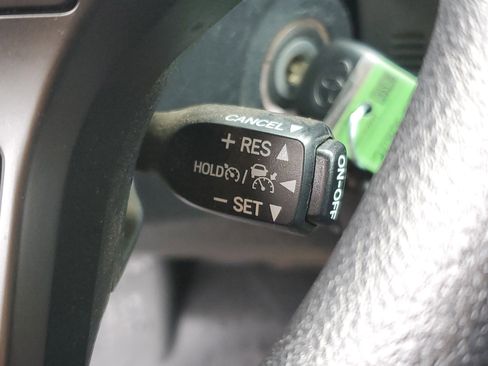 CANCEL ▼
+ RES ▲
HOLD / ◀
− SET ▼
ON-OFF